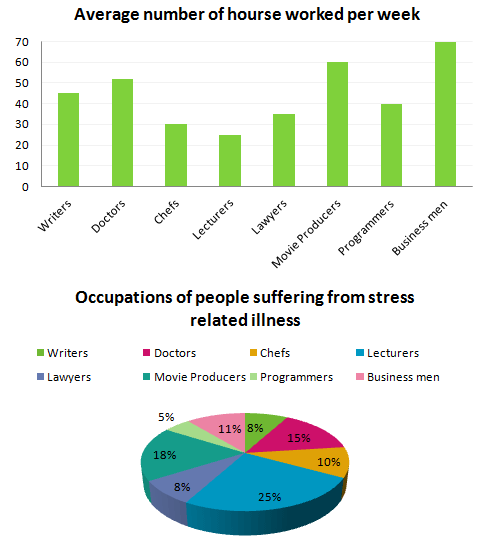 Average number of hourse worked per week
70
60
50
40
30
20
10
0
Writers
Doctors
Chefs
Lecturers
Lawyers
Movie Producers
Programmers
Business men
Occupations of people suffering from stress
related illness
Writers Doctors Chefs Lecturers
Lawyers Movie Producers Programmers Business men
8%
15%
10%
25%
8%
18%
5%
11%